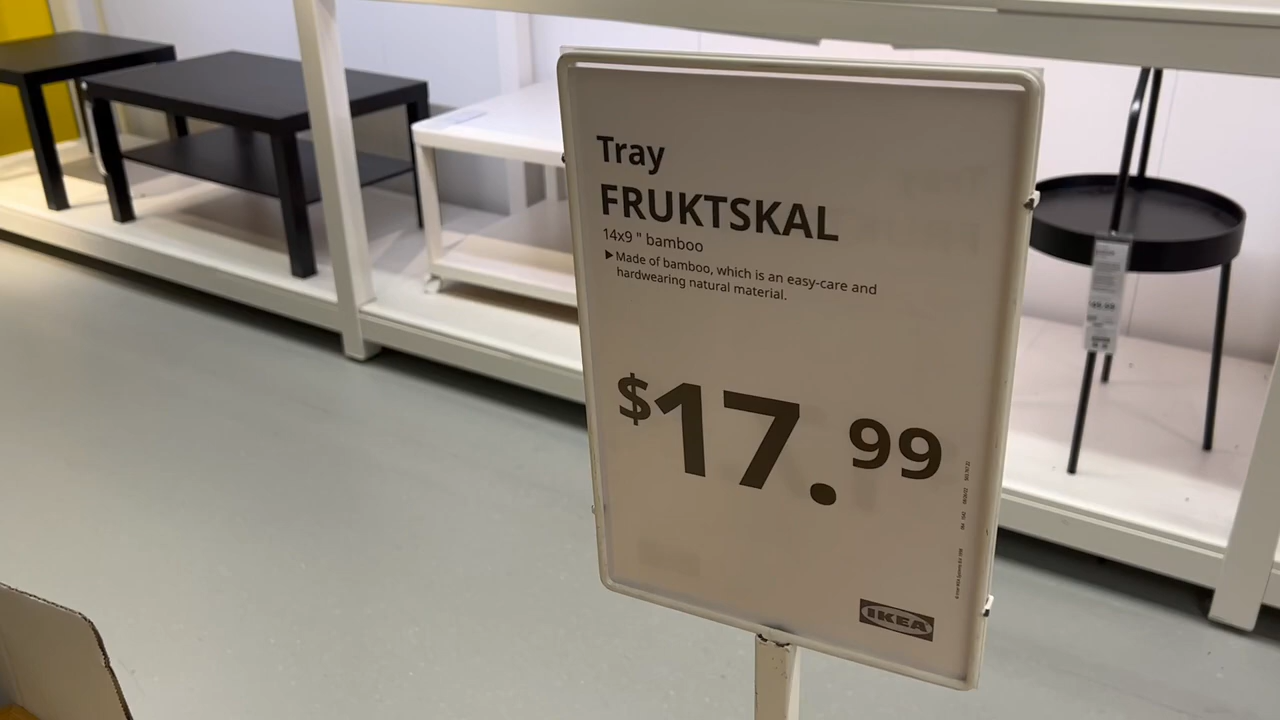 Tray
FRUKTSKAL
14x9 " bamboo
▶Made of bamboo, which is an easy-care and
hardwearing natural material.
$17.99
IKEA